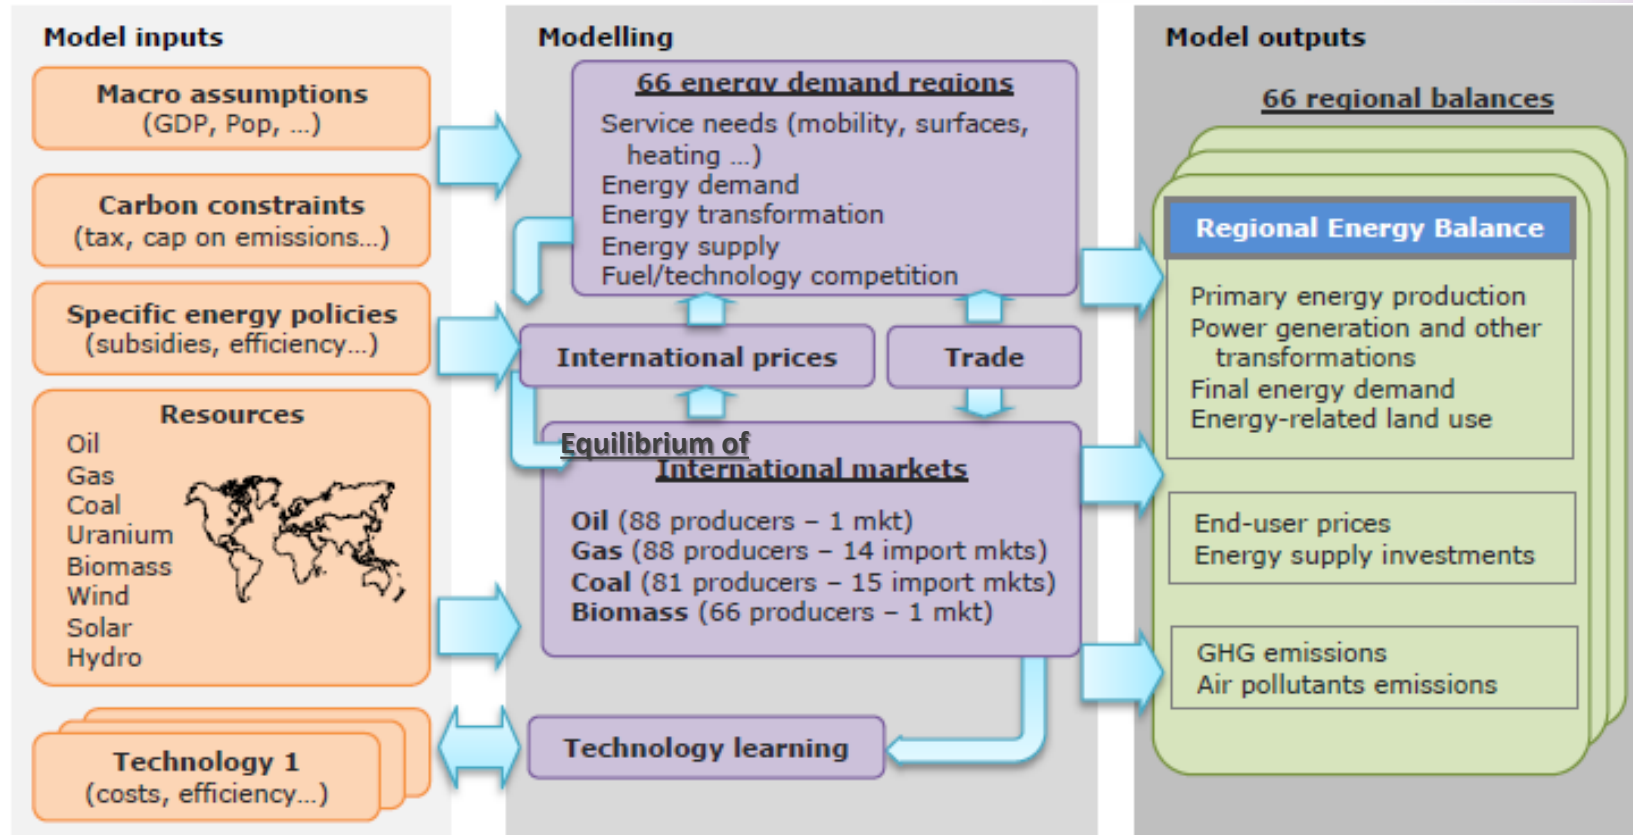 Model inputs
Macro assumptions
(GDP, Pop, ...)
Carbon constraints
(tax, cap on emissions...)
Specific energy policies
(subsidies, efficiency...)
Resources
Oil
Gas
Coal
Uranium
Biomass
Wind
Solar
Hydro
Technology 1
(costs, efficiency...)
Modelling
66 energy demand regions
Service needs (mobility, surfaces,
heating ...)
Energy demand
Energy transformation
Energy supply
Fuel/technology competition
International prices
Trade
Equilibrium of
International markets
Oil (88 producers – 1 mkt)
Gas (88 producers – 14 import mkts)
Coal (81 producers – 15 import mkts)
Biomass (66 producers – 1 mkt)
Technology learning
Model outputs
66 regional balances
Regional Energy Balance
Primary energy production
Power generation and other
transformations
Final energy demand
Energy-related land use
End-user prices
Energy supply investments
GHG emissions
Air pollutants emissions